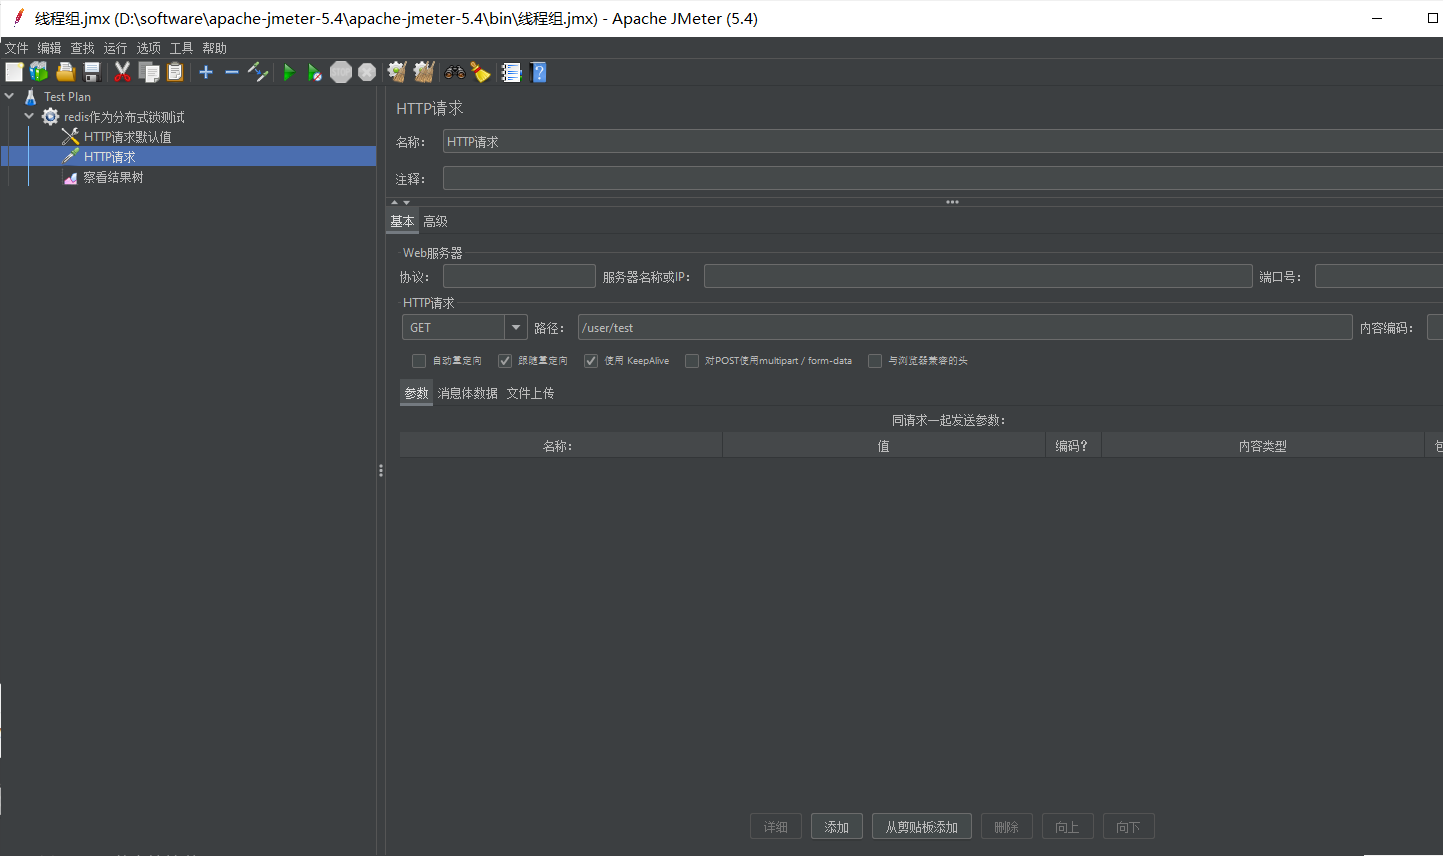 线程组.jmx (D:\software\apache-jmeter-5.4\apache-jmeter-5.4\bin\线程组.jmx) - Apache JMeter (5.4)
文件 编辑 查找 运行 选项 工具 帮助
STOP
Test Plan
redis作为分布式锁测试
HTTP请求默认值
HTTP请求
察看结果树
HTTP请求
名称： HTTP请求
注释：
基本 高级
Web服务器
协议： 服务器名称或IP： 端口号：
HTTP请求
GET 路径： /user/test 内容编码：
自动重定向 跟随重定向 使用 KeepAlive 对POST使用multipart / form-data 与浏览器兼容的头
参数 消息体数据 文件上传
同请求一起发送参数：
名称： 值 编码? 内容类型
详细 添加 从剪贴板添加 删除 向上 向下